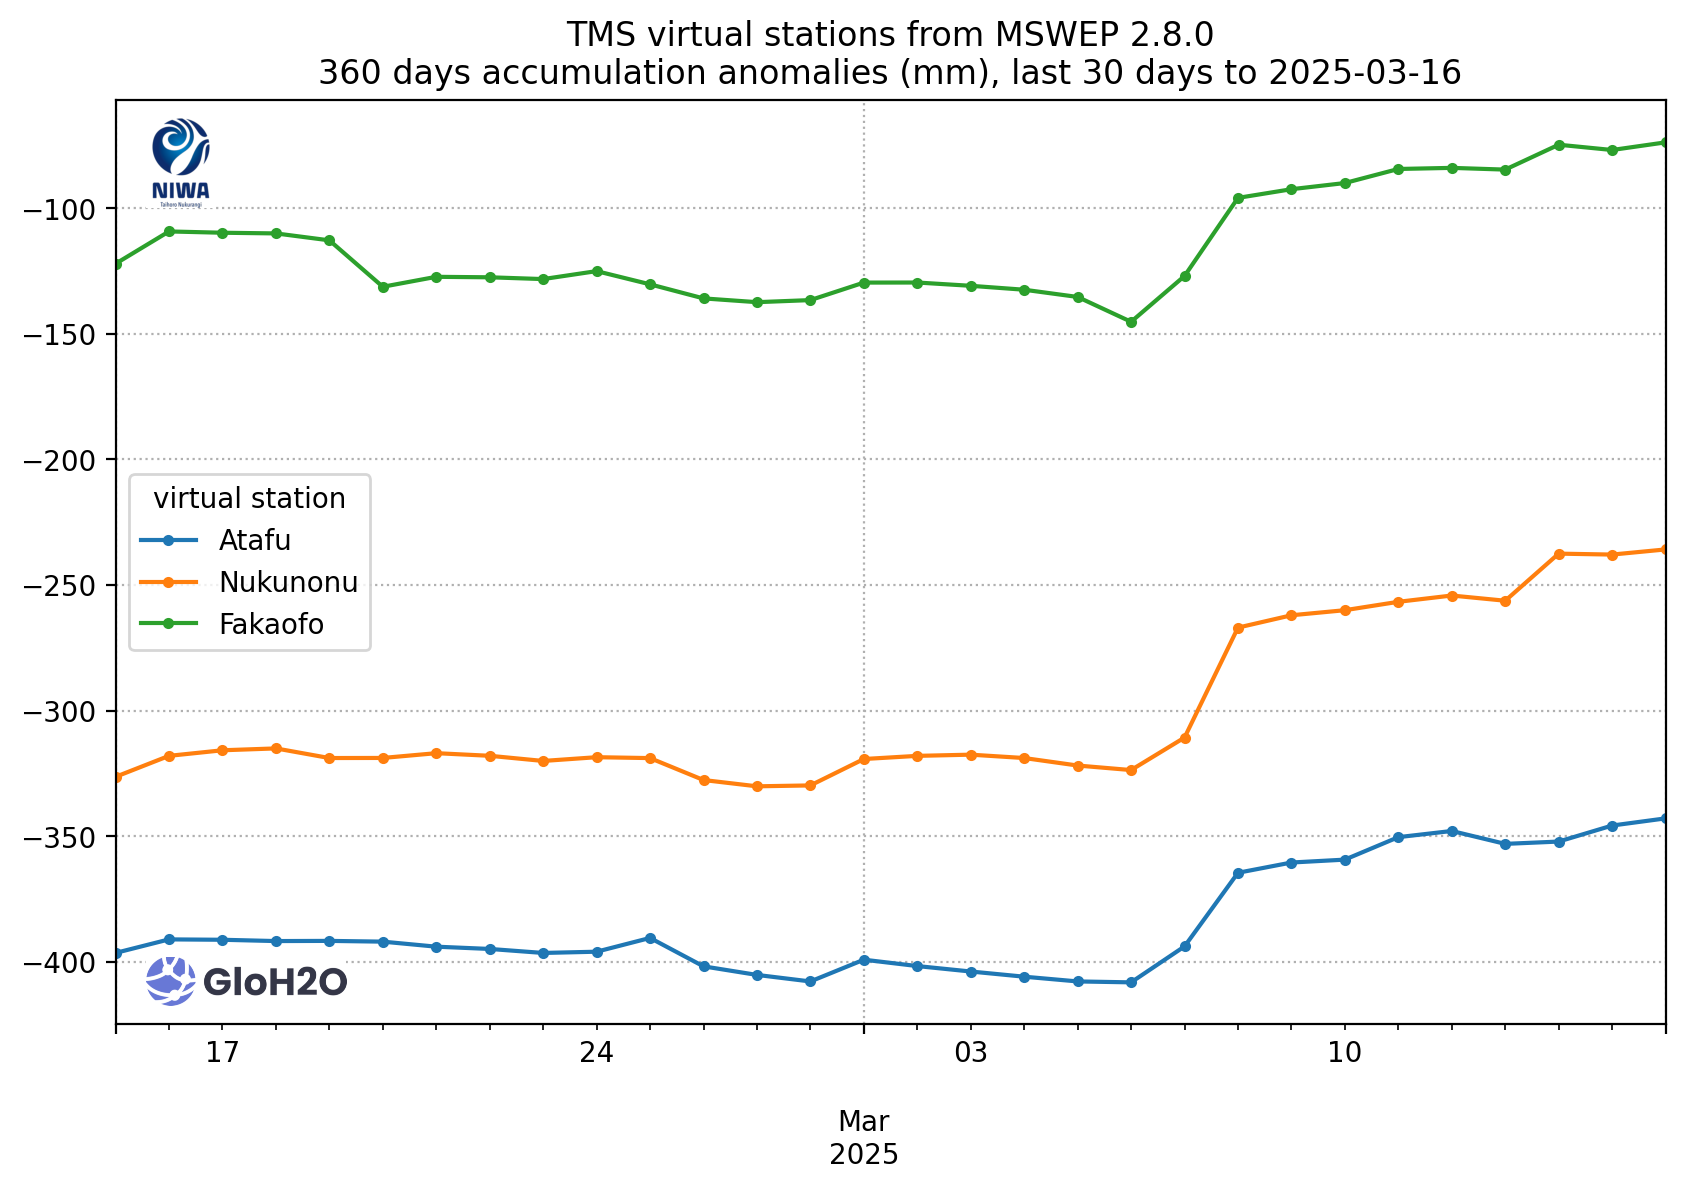 TMS virtual stations from MSWEP 2.8.0
360 days accumulation anomalies (mm), last 30 days to 2025-03-16
NIWA
Taihoro Nukurangi
−100
−150
−200
−250
−300
−350
−400
virtual station
Atafu
Nukunonu
Fakaofo
GloH2O
17
24
03
10
Mar
2025